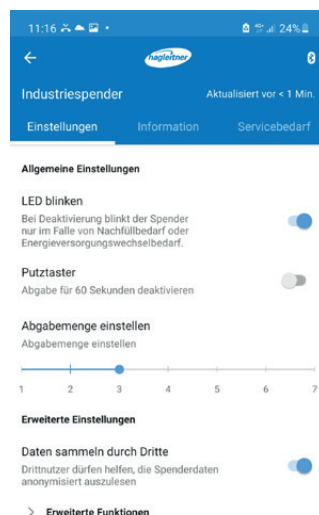 11:16
24%
hagleitner
Industriespender
Aktualisiert vor < 1 Min.
Einstellungen Information Servicebedarf
Allgemeine Einstellungen
LED blinken
Bei Deaktivierung blinkt der Spender
nur im Falle von Nachfüllbedarf oder
Energieversorgungswechselbedarf.
Putztaster
Abgabe für 60 Sekunden deaktivieren
Abgabemenge einstellen
Abgabemenge einstellen
1 2 3 4 5 6 7
Erweiterte Einstellungen
Daten sammeln durch Dritte
Drittnutzer dürfen helfen, die Spenderdaten
anonymisiert auszulesen
Erweiterte Funktionen